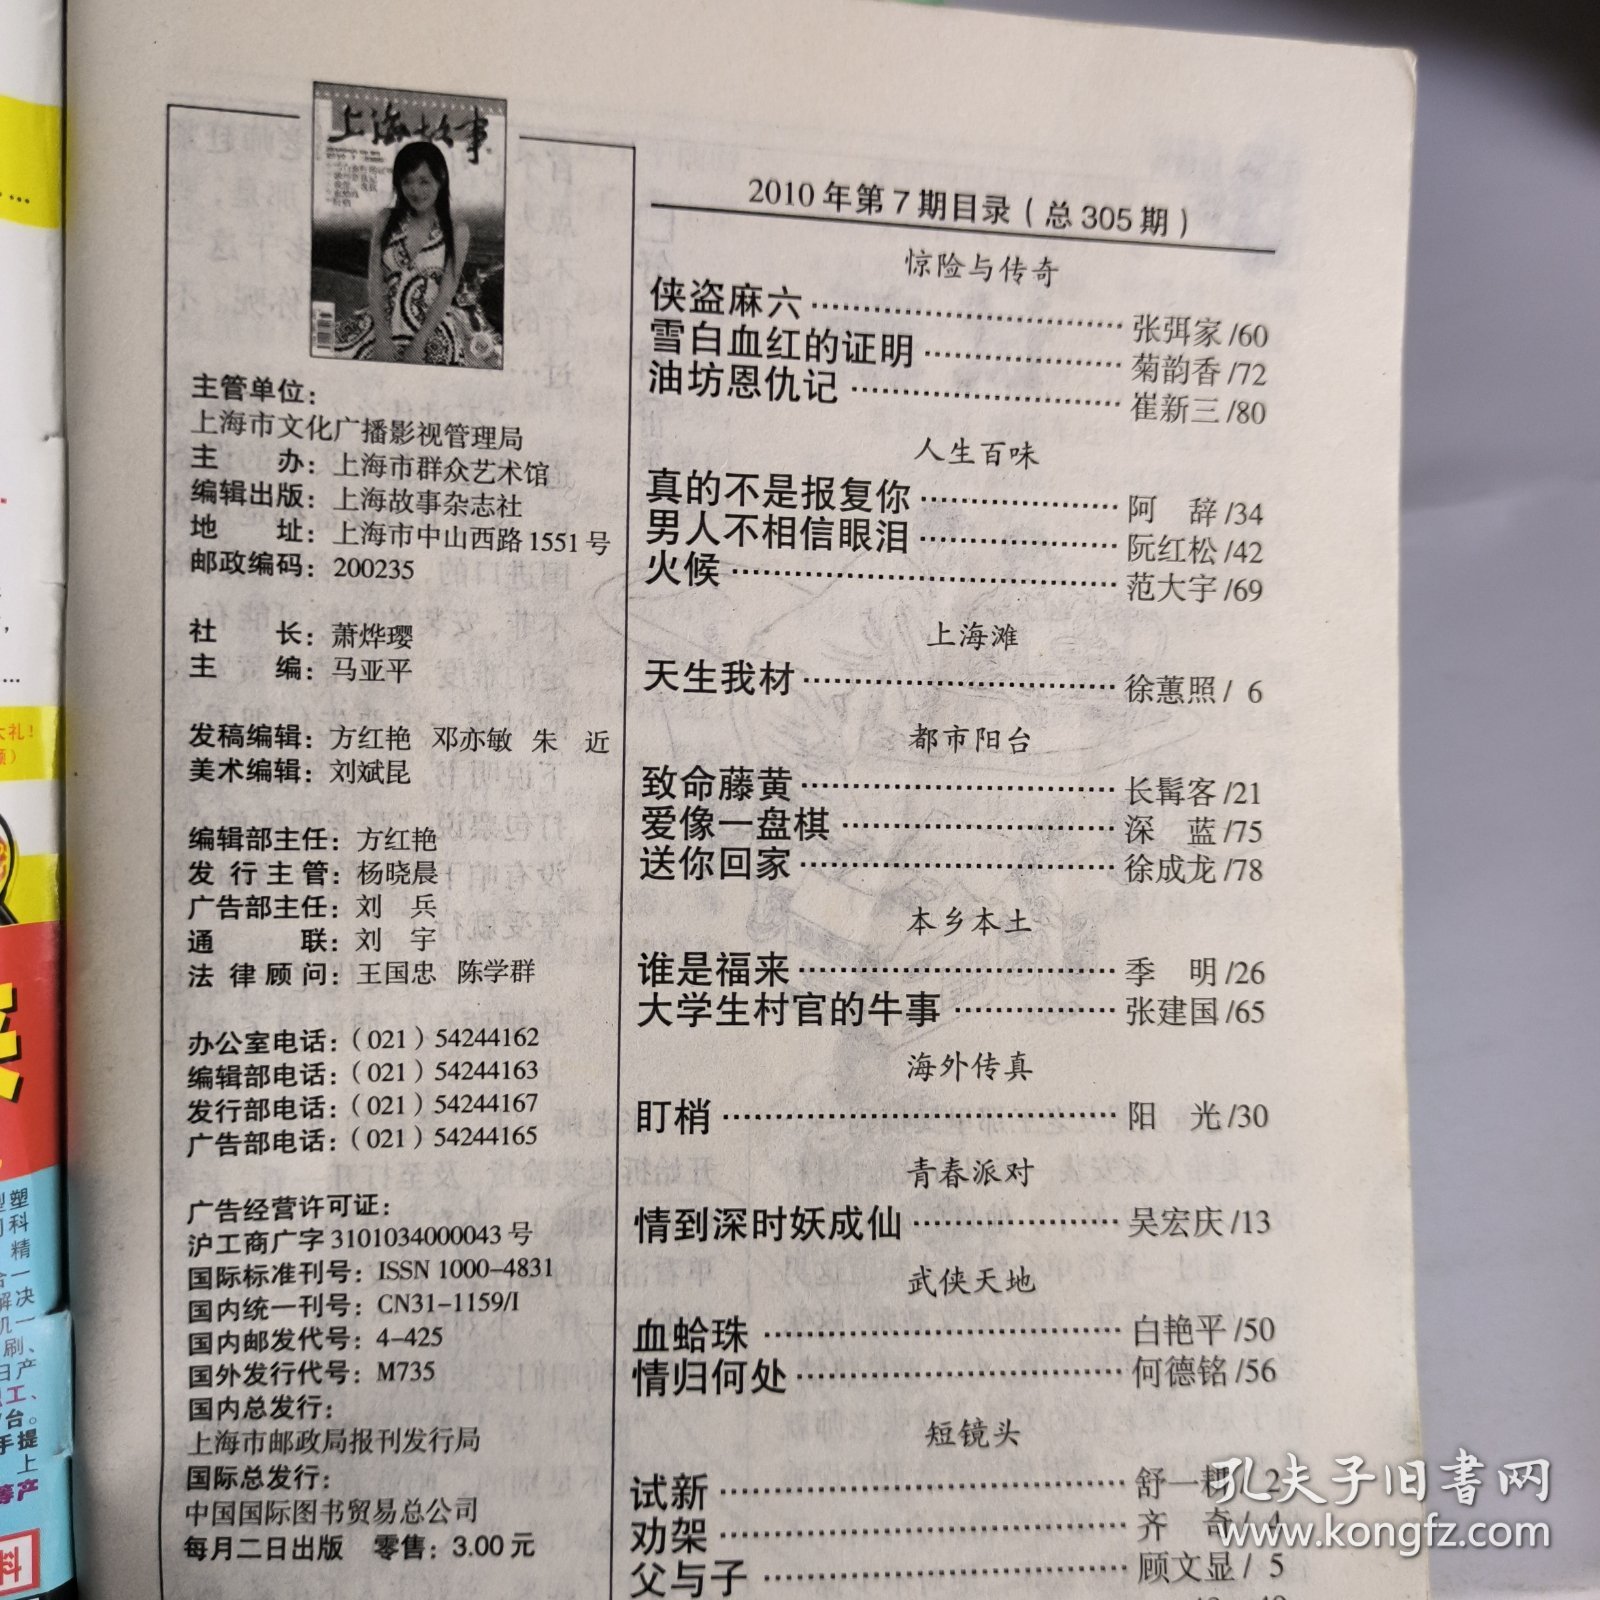 上海故事
主管单位：
上海市文化广播影视管理局
主　　办：上海市群众艺术馆
编辑出版：上海故事杂志社
地　　址：上海市中山西路1551号
邮政编码：200235
社　　长：萧烨璎
主　　编：马亚平
发稿编辑：方红艳 邓亦敏 朱　近
美术编辑：刘斌昆
编辑部主任：方红艳
发行主管：杨晓晨
广告部主任：刘　兵
通　　联：刘　宇
法律顾问：王国忠 陈学群
办公室电话：（021）54244162
编辑部电话：（021）54244163
发行部电话：（021）54244167
广告部电话：（021）54244165
广告经营许可证：
沪工商广字3101034000043号
国际标准刊号：ISSN 1000-4831
国内统一刊号：CN31-1159/I
国内邮发代号：4-425
国外发行代号：M735
国内总发行：
上海市邮政局报刊发行局
国际总发行：
中国国际图书贸易总公司
每月二日出版　零售：3.00元
2010年第7期目录（总305期）
惊险与传奇
侠盗麻六……………张弭家/60
雪白血红的证明……………菊韵香/72
油坊恩仇记……………崔新三/80
人生百味
真的不是报复你……………阿　辞/34
男人不相信眼泪……………阮红松/42
火候……………范大宇/69
上海滩
天生我材……………徐蕙照/ 6
都市阳台
致命藤黄……………长髯客/21
爱像一盘棋……………深　蓝/75
送你回家……………徐成龙/78
本乡本土
谁是福来……………季　明/26
大学生村官的牛事……………张建国/65
海外传真
盯梢……………阳　光/30
青春派对
情到深时妖成仙……………吴宏庆/13
武侠天地
血蛤珠……………白艳平/50
情归何处……………何德铭/56
短镜头
试新……………舒一耕/ 2
劝架……………齐　奇/ 4
父与子……………顾文显/ 5
孔夫子旧书网
www.kongfz.com